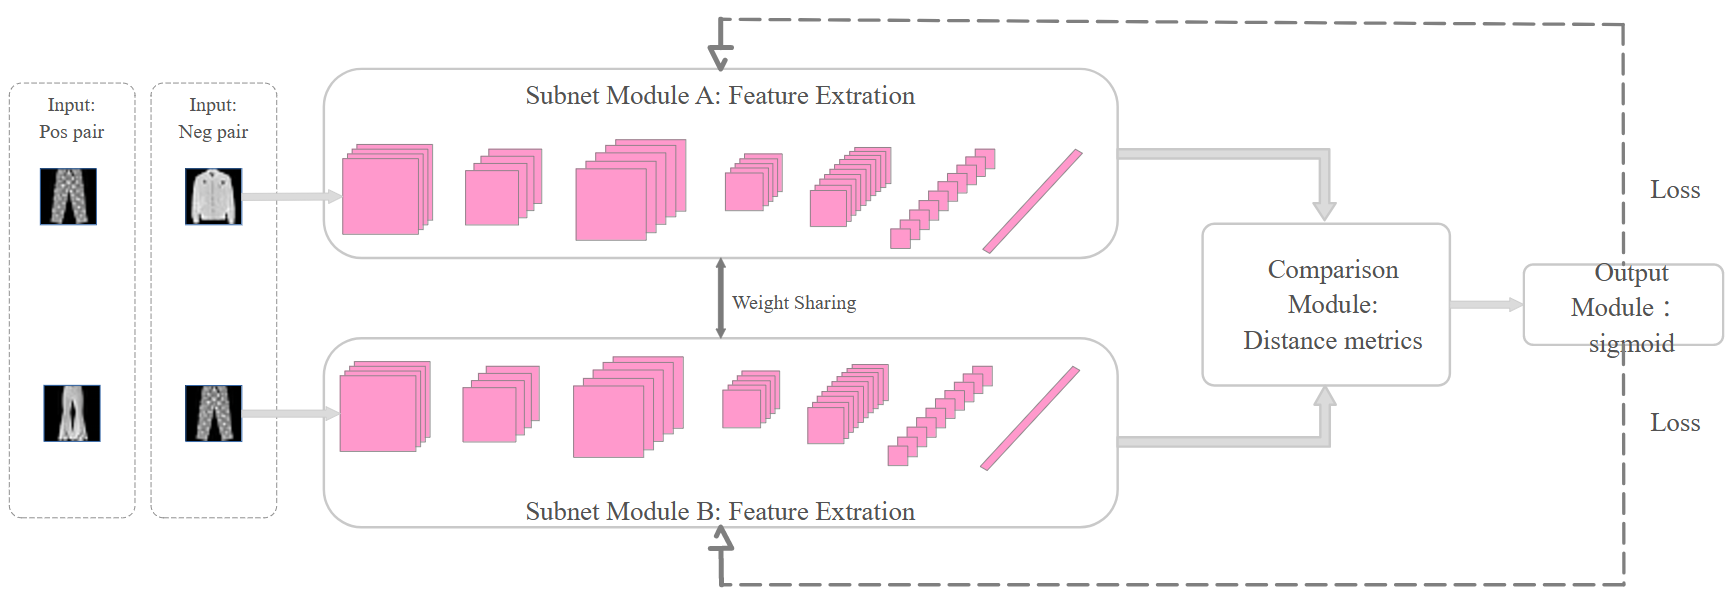 Input:
Pos pair
Input:
Neg pair
Subnet Module A: Feature Extration
Weight Sharing
Subnet Module B: Feature Extration
Comparison
Module:
Distance metrics
Loss
Output
Module：
sigmoid
Loss